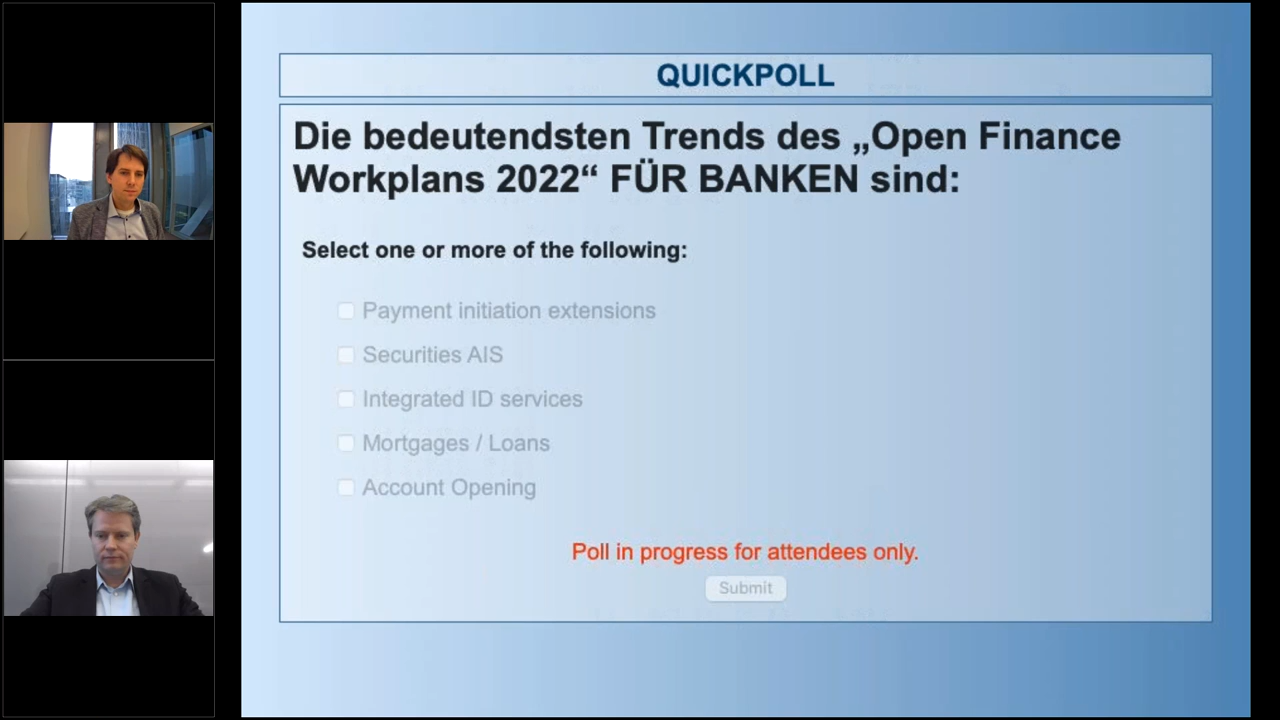 QUICKPOLL
Die bedeutendsten Trends des „Open Finance
Workplans 2022“ FÜR BANKEN sind:
Select one or more of the following:
Payment initiation extensions
Securities AIS
Integrated ID services
Mortgages / Loans
Account Opening
Poll in progress for attendees only.
Submit